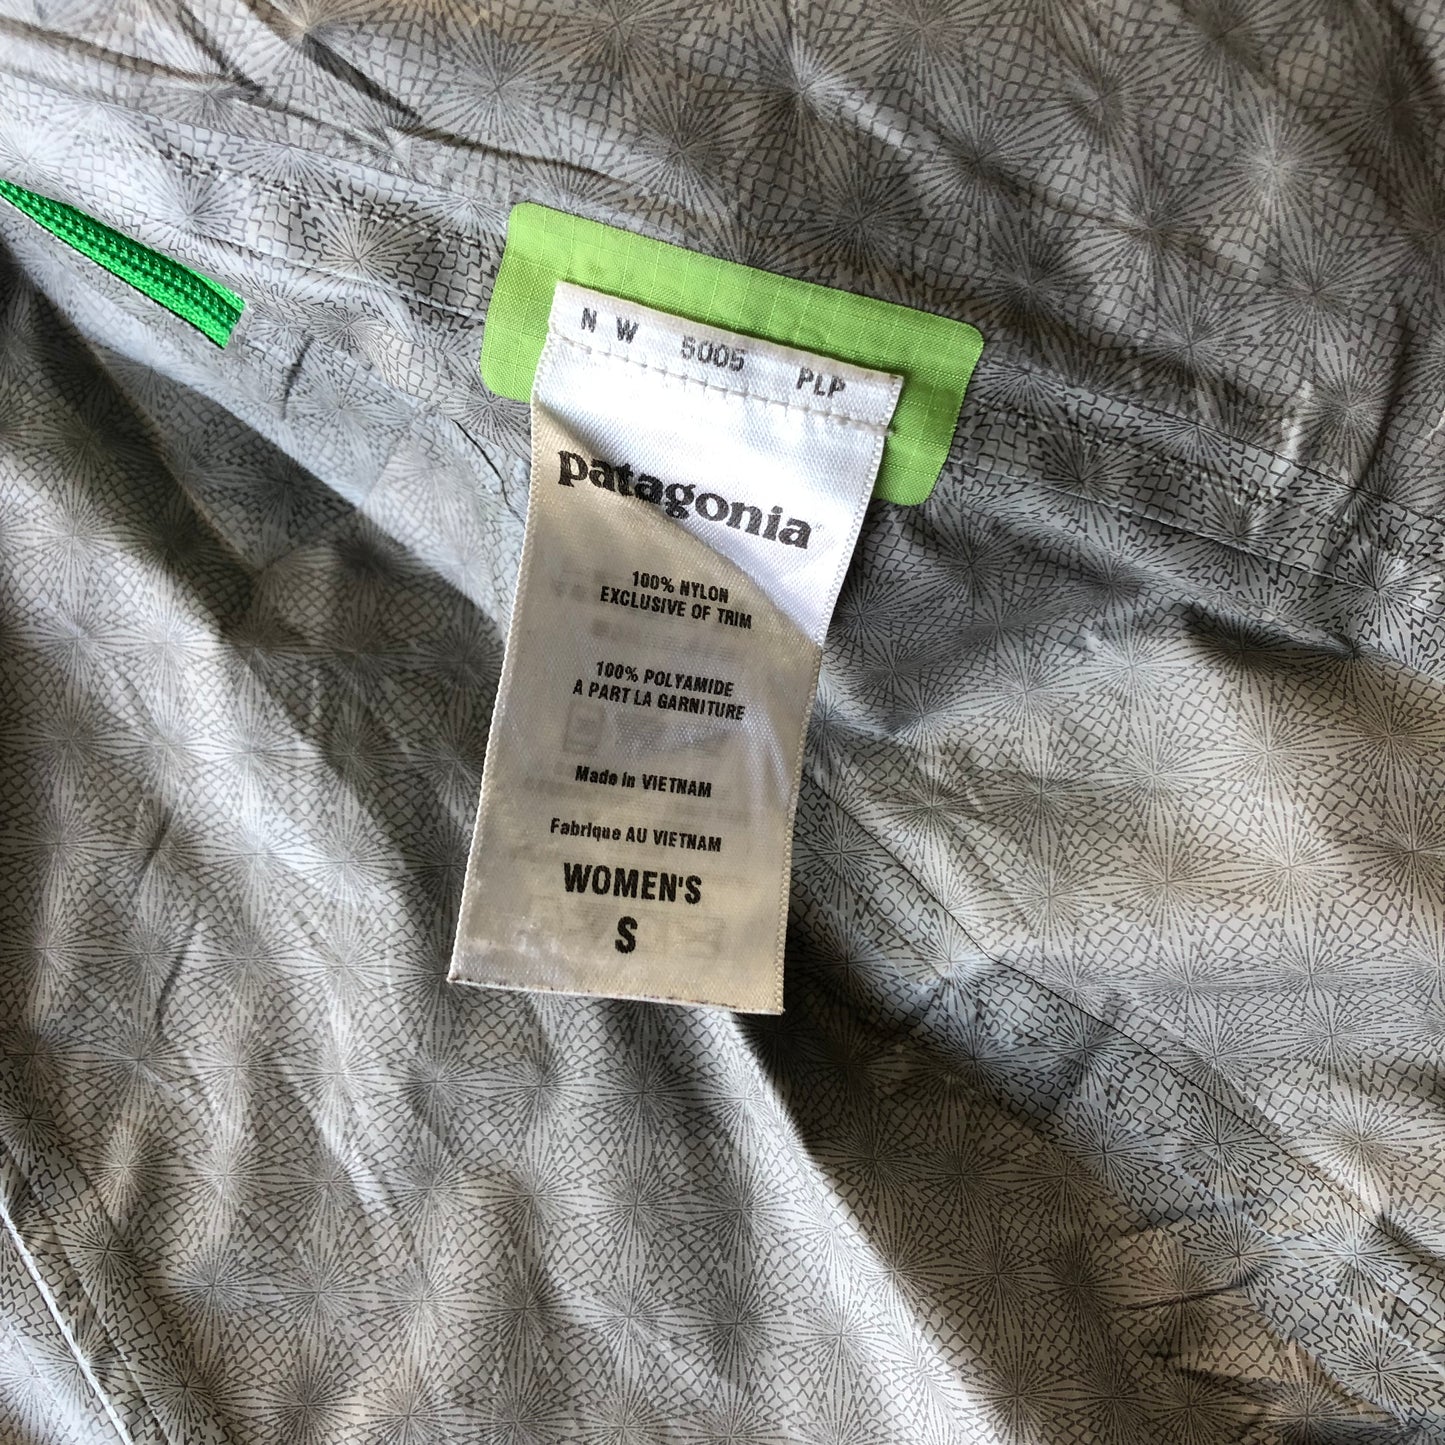 N W 5005 PLP
patagonia
100% NYLON
EXCLUSIVE OF TRIM
100% POLYAMIDE
A PART LA GARNITURE
Made in VIETNAM
Fabrique AU VIETNAM
WOMEN'S
S